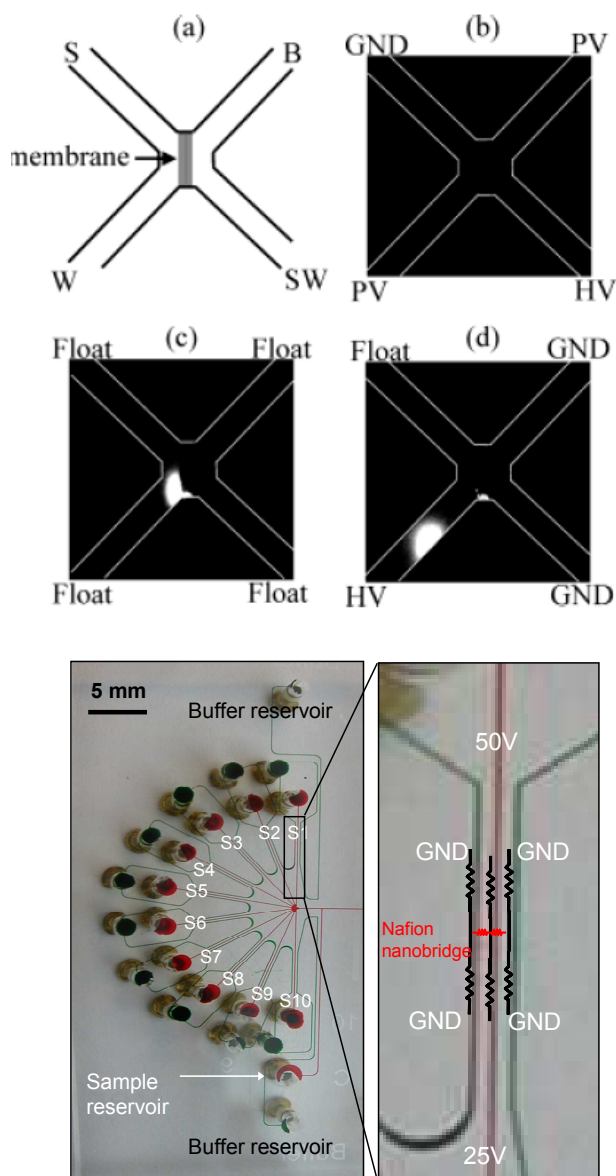 (a)
S
B
membrane
W
SW
(b)
GND
PV
PV
HV
(c)
Float
Float
Float
Float
(d)
Float
GND
HV
GND
5 mm
Buffer reservoir
S1
S2
S3
S4
S5
S6
S7
S8
S9
S10
Sample
reservoir
Buffer reservoir
50V
GND
GND
Nafion
nanobridge
GND
GND
25V